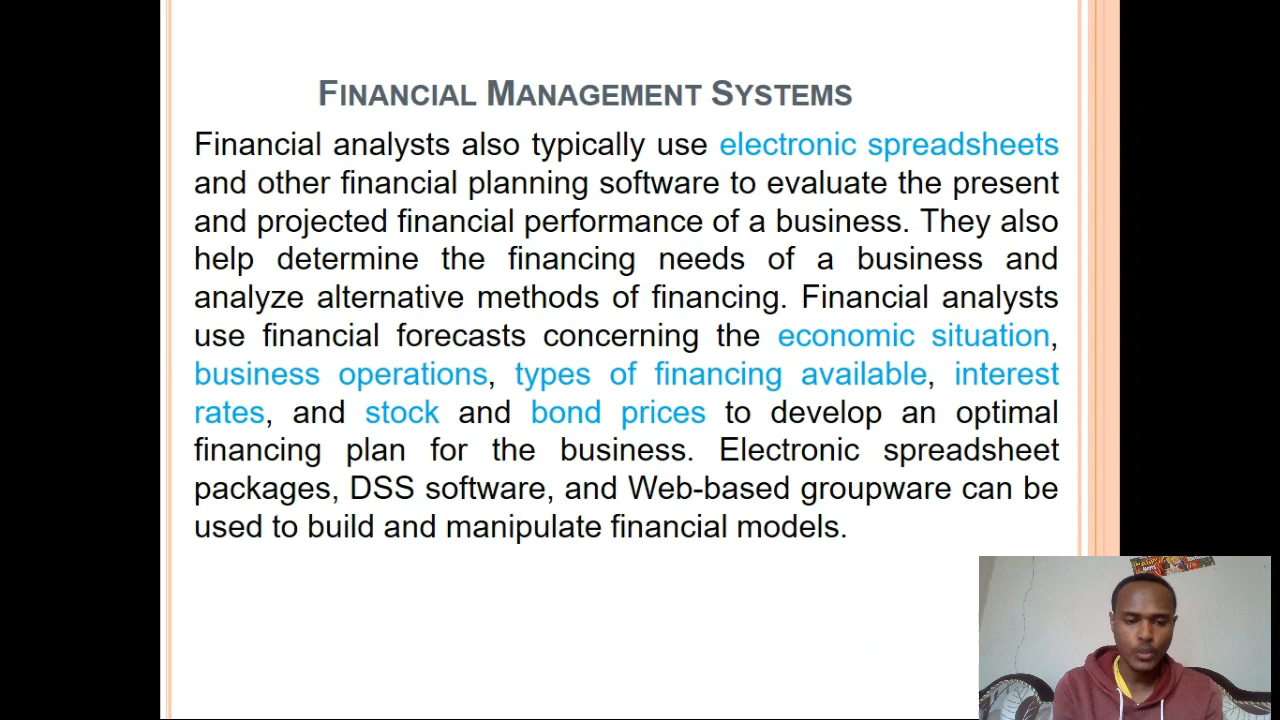 FINANCIAL MANAGEMENT SYSTEMS
Financial analysts also typically use electronic spreadsheets
and other financial planning software to evaluate the present
and projected financial performance of a business. They also
help determine the financing needs of a business and
analyze alternative methods of financing. Financial analysts
use financial forecasts concerning the economic situation,
business operations, types of financing available, interest
rates, and stock and bond prices to develop an optimal
financing plan for the business. Electronic spreadsheet
packages, DSS software, and Web-based groupware can be
used to build and manipulate financial models.